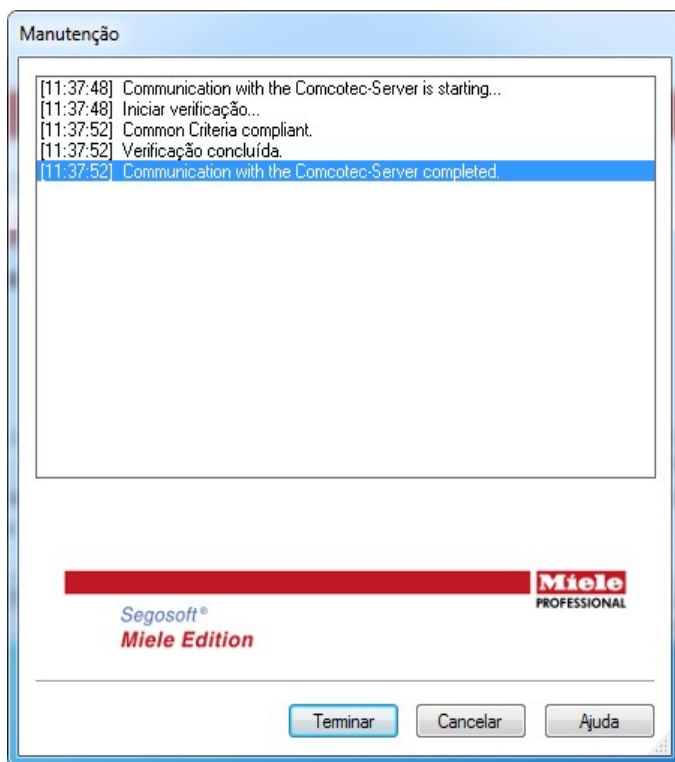 Manutenção
[11:37:48] Communication with the Comcotec-Server is starting...
[11:37:48] Iniciar verificação...
[11:37:52] Common Criteria compliant.
[11:37:52] Verificação concluída.
[11:37:52] Communication with the Comcotec-Server completed.
Miele
PROFESSIONAL
Segosoft®
Miele Edition
Terminar
Cancelar
Ajuda